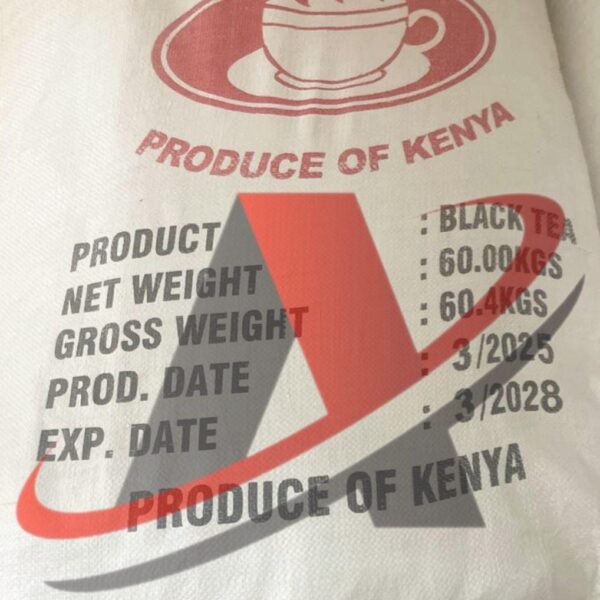 PRODUCE OF KENYA
PRODUCT : BLACK TEA
NET WEIGHT : 60.00KGS
GROSS WEIGHT : 60.4KGS
PROD. DATE : 3/2025
EXP. DATE : 3/2028
PRODUCE OF KENYA